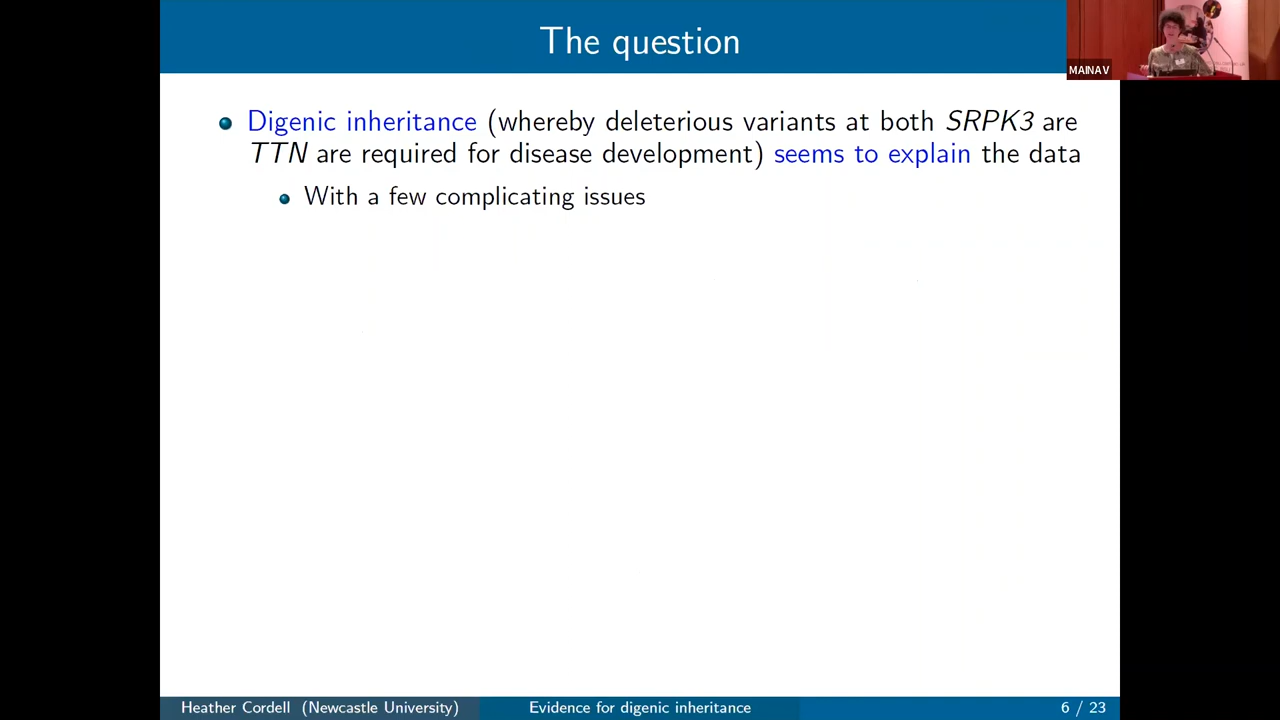 The question
MAINAV
Digenic inheritance (whereby deleterious variants at both SRPK3 are
TTN are required for disease development) seems to explain the data
With a few complicating issues
Heather Cordell (Newcastle University)
Evidence for digenic inheritance
6 / 23